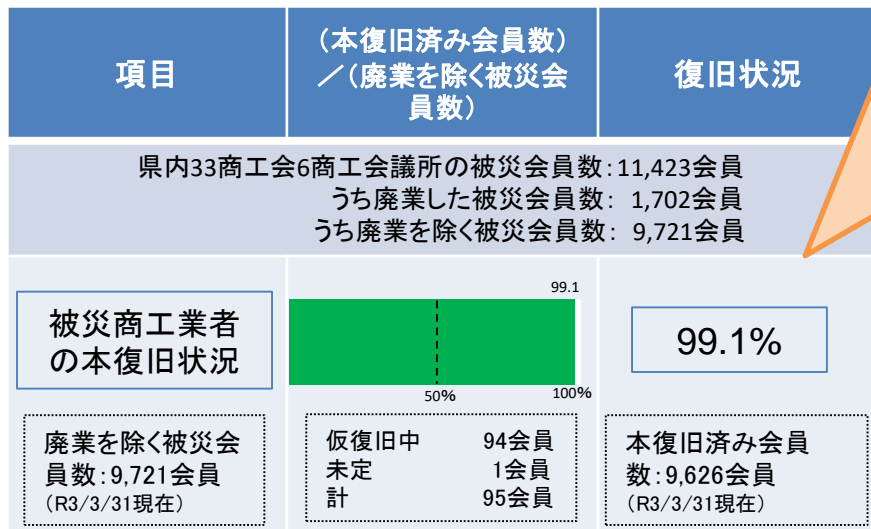 項目
(本復旧済み会員数)
／(廃業を除く被災会
員数)
復旧状況
県内33商工会6商工会議所の被災会員数：11,423会員
うち廃業した被災会員数： 1,702会員
うち廃業を除く被災会員数： 9,721会員
被災商工業者
の本復旧状況
99.1
50%
100%
99.1%
廃業を除く被災会
員数：9,721会員
(R3/3/31現在)
仮復旧中 94会員
未定 1会員
計 95会員
本復旧済み会員
数：9,626会員
(R3/3/31現在)